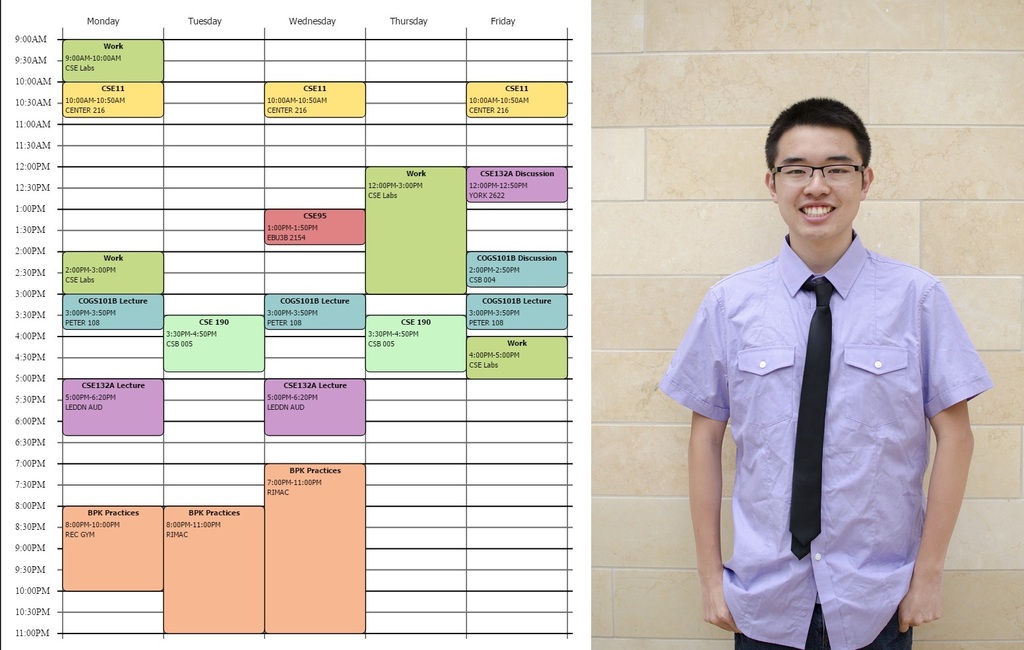 Monday Tuesday Wednesday Thursday Friday
9:00AM
Work
9:00AM-10:00AM
CSE Labs
9:30AM
10:00AM
CSE11
10:00AM-10:50AM
CENTER 216
CSE11
10:00AM-10:50AM
CENTER 216
CSE11
10:00AM-10:50AM
CENTER 216
10:30AM
11:00AM
11:30AM
12:00PM
Work
12:00PM-3:00PM
CSE Labs
CSE132A Discussion
12:00PM-12:50PM
YORK 2622
12:30PM
1:00PM
CSE95
1:00PM-1:50PM
EBU3B 2154
1:30PM
2:00PM
Work
2:00PM-3:00PM
CSE Labs
COGS101B Discussion
2:00PM-2:50PM
CSB 004
2:30PM
3:00PM
COGS101B Lecture
3:00PM-3:50PM
PETER 108
COGS101B Lecture
3:00PM-3:50PM
PETER 108
COGS101B Lecture
3:00PM-3:50PM
PETER 108
3:30PM
CSE 190
3:30PM-4:50PM
CSB 005
CSE 190
3:30PM-4:50PM
CSB 005
4:00PM
Work
4:00PM-5:00PM
CSE Labs
4:30PM
5:00PM
CSE132A Lecture
5:00PM-6:20PM
LEDDN AUD
CSE132A Lecture
5:00PM-6:20PM
LEDDN AUD
5:30PM
6:00PM
6:30PM
7:00PM
BPK Practices
7:00PM-11:00PM
RIMAC
7:30PM
8:00PM
BPK Practices
8:00PM-10:00PM
REC GYM
BPK Practices
8:00PM-11:00PM
RIMAC
8:30PM
9:00PM
9:30PM
10:00PM
10:30PM
11:00PM